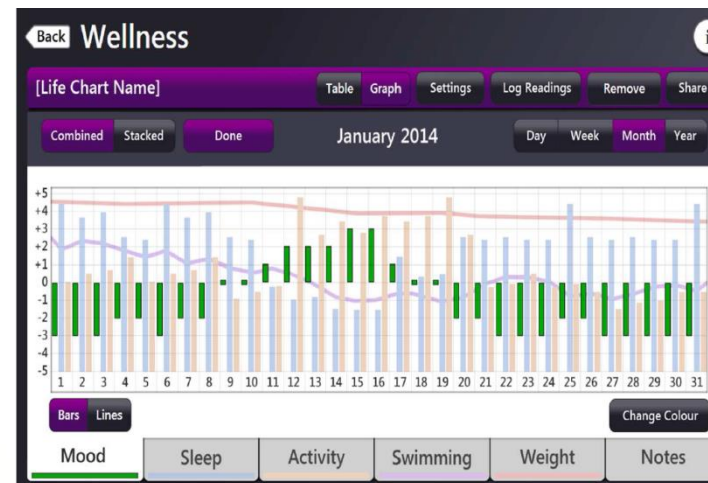 Back Wellness i
[Life Chart Name] Table Graph Settings Log Readings Remove Share
Combined Stacked Done January 2014 Day Week Month Year
+5
+4
+3
+2
+1
0
-1
-2
-3
-4
-5
1 2 3 4 5 6 7 8 9 10 11 12 13 14 15 16 17 18 19 20 21 22 23 24 25 26 27 28 29 30 31
Bars Lines Change Colour
Mood Sleep Activity Swimming Weight Notes